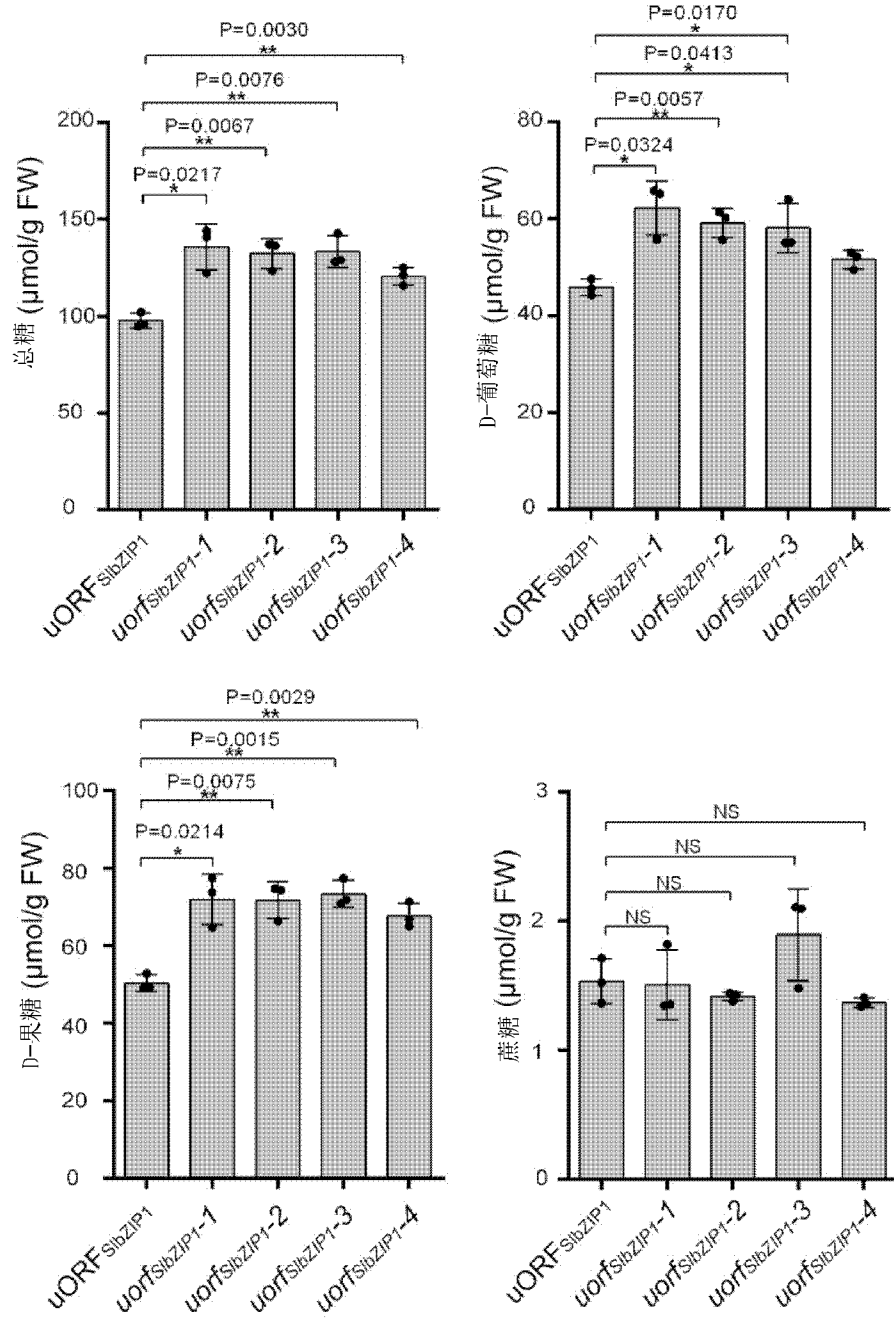 P=0.0030
**
P=0.0076
**
P=0.0067
**
P=0.0217
*
200
150
100
50
0
总糖 (µmol/g FW)
uORFSlbZIP1
uorfSlbZIP1-1
uorfSlbZIP1-2
uorfSlbZIP1-3
uorfSlbZIP1-4
P=0.0170
*
P=0.0413
*
P=0.0057
**
P=0.0324
*
80
60
40
20
0
D-葡萄糖 (µmol/g FW)
uORFSlbZIP1
uorfSlbZIP1-1
uorfSlbZIP1-2
uorfSlbZIP1-3
uorfSlbZIP1-4
P=0.0029
**
P=0.0015
**
P=0.0075
**
P=0.0214
*
100
80
60
40
20
0
D-果糖 (µmol/g FW)
uORFSlbZIP1
uorfSlbZIP1-1
uorfSlbZIP1-2
uorfSlbZIP1-3
uorfSlbZIP1-4
NS
NS
NS
NS
3
2
1
0
蔗糖 (µmol/g FW)
uORFSlbZIP1
uorfSlbZIP1-1
uorfSlbZIP1-2
uorfSlbZIP1-3
uorfSlbZIP1-4